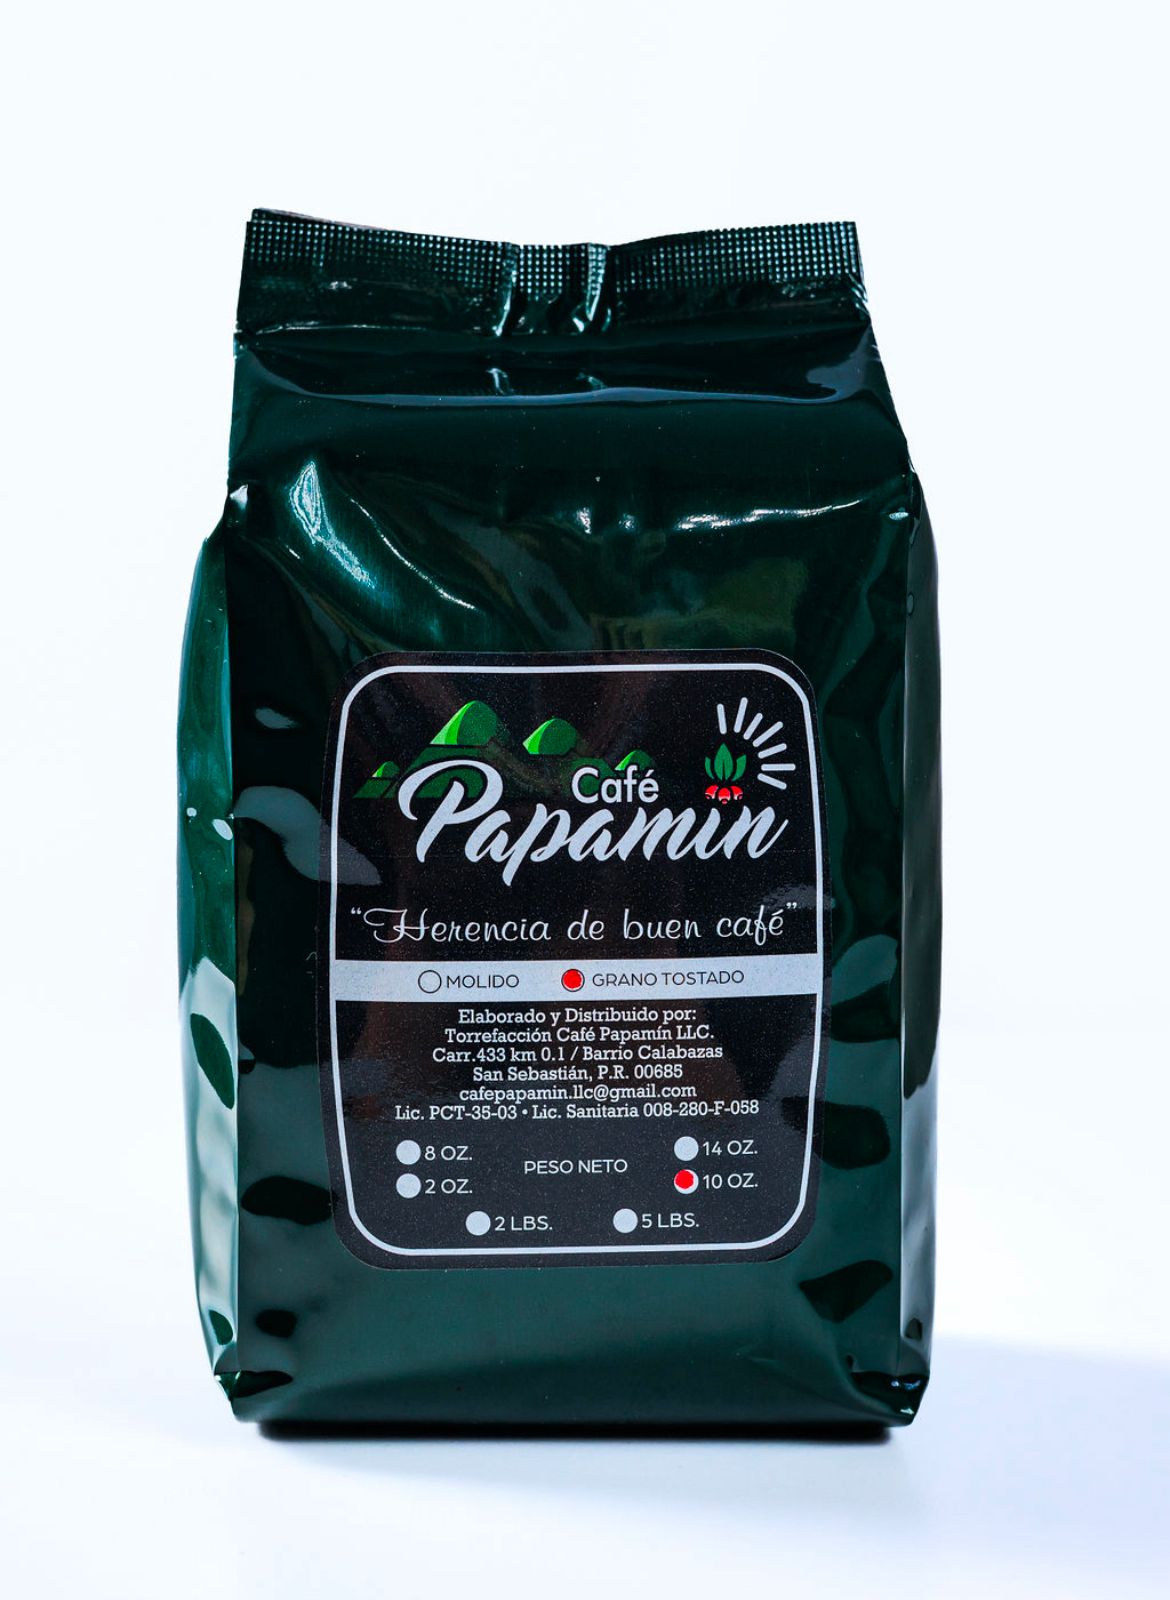 Café
Papamín
“Herencia de buen café”
MOLIDO GRANO TOSTADO
Elaborado y Distribuido por:
Torrefacción Café Papamín LLC.
Carr.433 km 0.1 / Barrio Calabazas
San Sebastián, P.R. 00685
cafepapamin.llc@gmail.com
Lic. PCT-35-03 • Lic. Sanitaria 008-280-F-058
8 OZ. 14 OZ.
PESO NETO
2 OZ. 10 OZ.
2 LBS. 5 LBS.